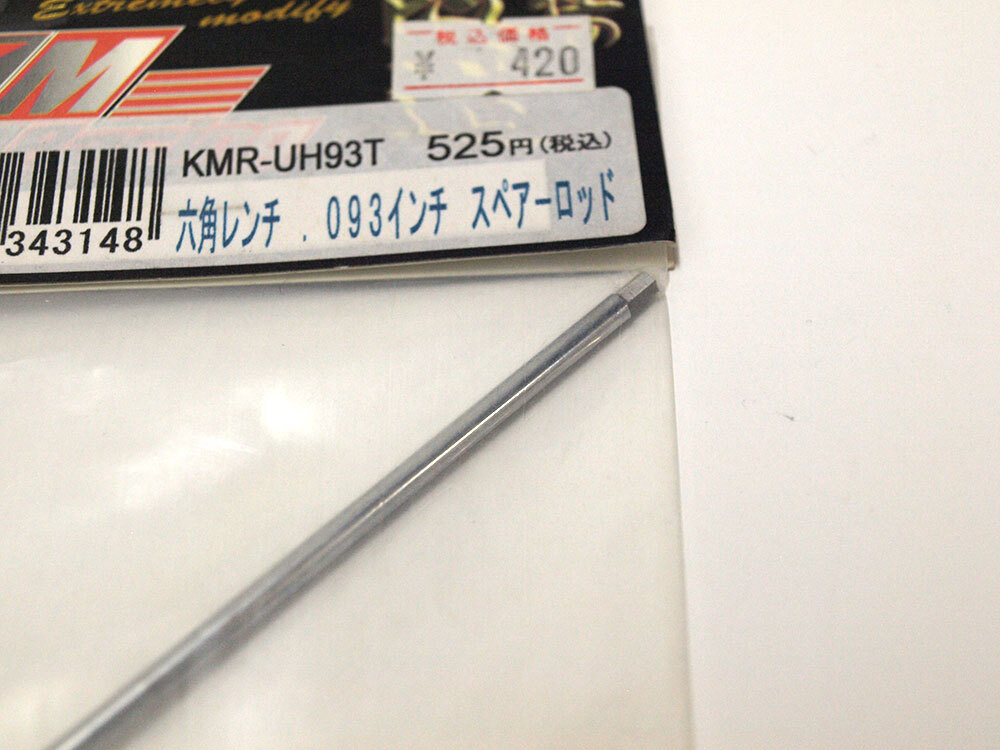 Extremely
modify
KM
税込価格
¥ 420
KMR-UH93T 525円(税込)
六角レンチ .093インチ スペアーロッド
343148